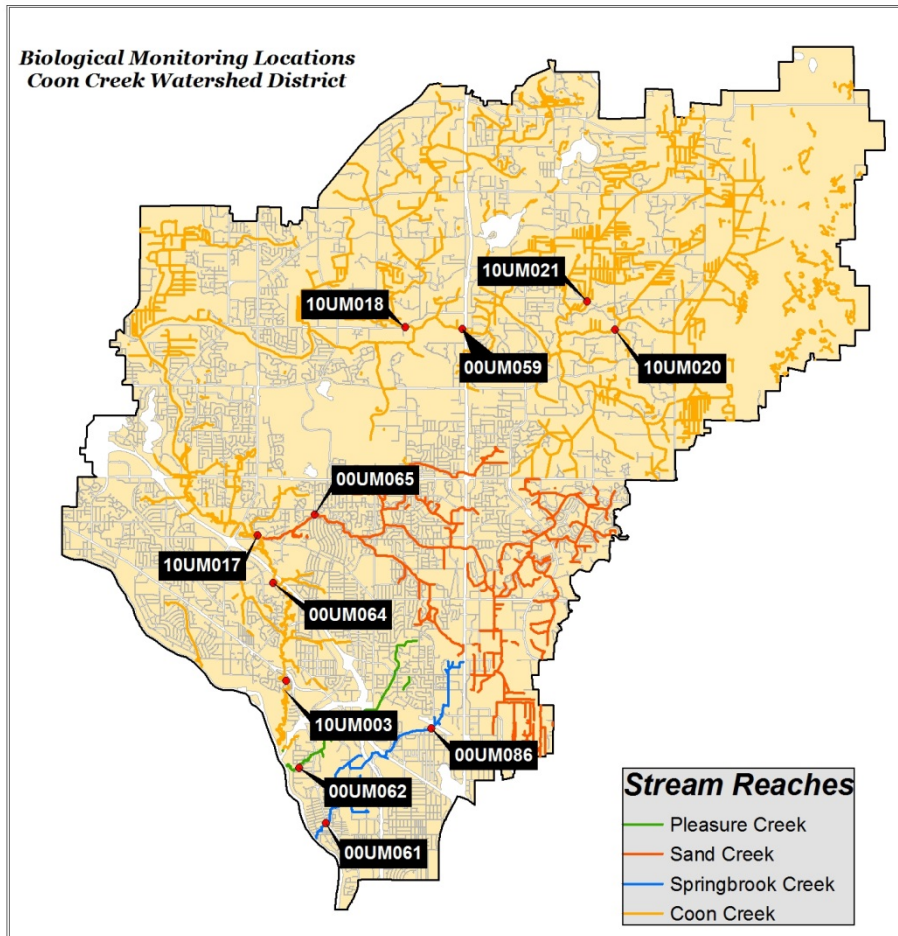 Biological Monitoring Locations
Coon Creek Watershed District
10UM021
10UM018
00UM059
10UM020
00UM065
10UM017
00UM064
10UM003
00UM086
00UM062
00UM061
Stream Reaches
Pleasure Creek
Sand Creek
Springbrook Creek
Coon Creek